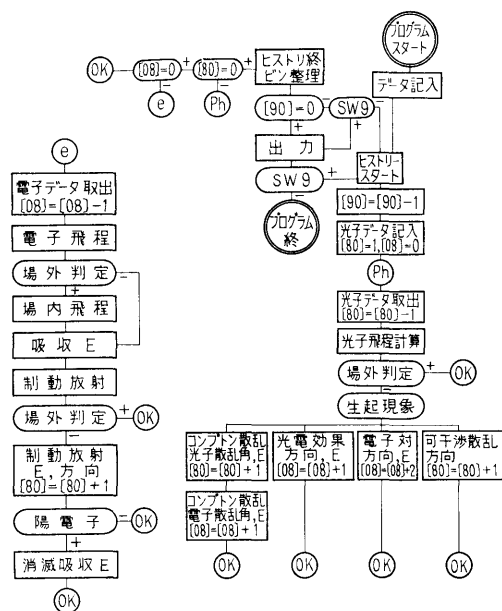 プログラム
スタート
データ記入
OK
[08]=0
+
[80]=0
+
ヒストリ終
ビン整理
−
e
−
Ph
[90]=0
−
SW9
−
+
+
出力
SW9
+
−
プログラム
終
ヒストリー
スタート
[90]=[90]-1
光子データ記入
[80]=1,[08]=0
Ph
光子データ取出
[80]=[80]-1
光子飛程計算
場外判定
+
OK
−
生起現象
コンプトン散乱
光子散乱角,E
[80]=[80]+1
コンプトン散乱
電子散乱角,E
[08]=[08]+1
OK
光電効果
方向,E
[08]=[08]+1
OK
電子対
方向,E
[08]=[08]+2
OK
可干渉散乱
方向
[80]=[80]+1
OK
e
電子データ取出
[08]=[08]-1
電子飛程
場外判定
−
+
場内飛程
吸収E
制動放射
場外判定
+
OK
−
制動放射
E,方向
[80]=[80]+1
陽電子
−
OK
+
消滅吸収E
OK